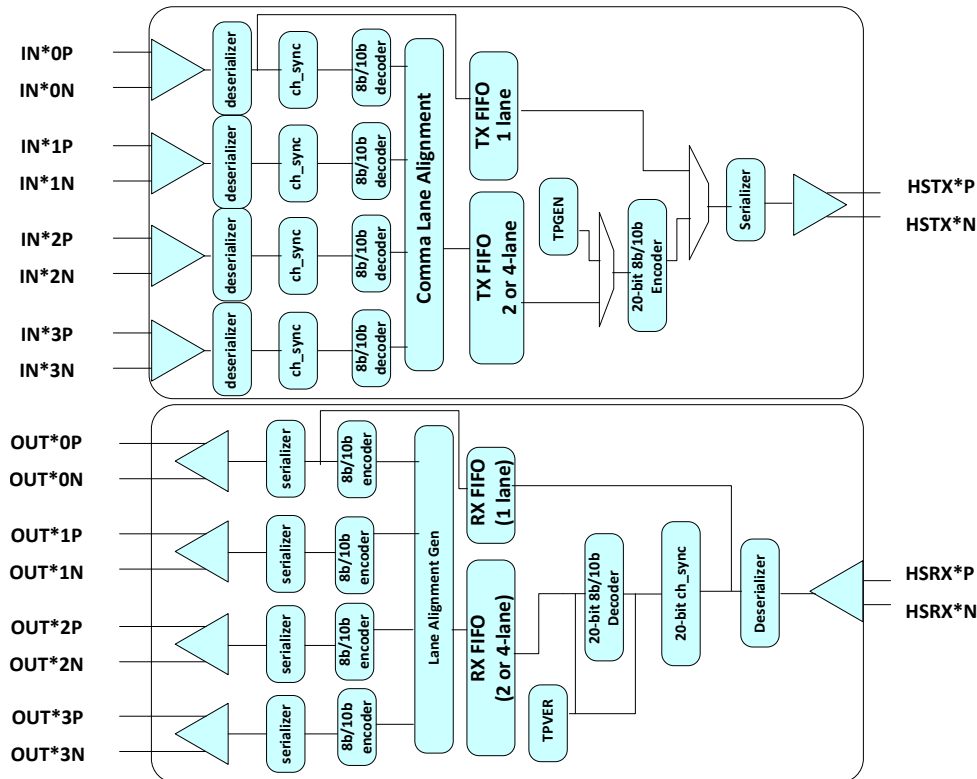 IN*0P
IN*0N
deserializer
ch_sync
8b/10b
decoder
IN*1P
IN*1N
deserializer
ch_sync
8b/10b
decoder
IN*2P
IN*2N
deserializer
ch_sync
8b/10b
decoder
IN*3P
IN*3N
deserializer
ch_sync
8b/10b
decoder
Comma Lane Alignment
TX FIFO
1 lane
TX FIFO
2 or 4-lane
TPGEN
20-bit 8b/10b
Encoder
Serializer
HSTX*P
HSTX*N
OUT*0P
OUT*0N
serializer
8b/10b
encoder
OUT*1P
OUT*1N
serializer
8b/10b
encoder
OUT*2P
OUT*2N
serializer
8b/10b
encoder
OUT*3P
OUT*3N
serializer
8b/10b
encoder
Lane Alignment Gen
RX FIFO
(1 lane)
RX FIFO
(2 or 4-lane)
TPVER
20-bit 8b/10b
Decoder
20-bit ch_sync
Deserializer
HSRX*P
HSRX*N